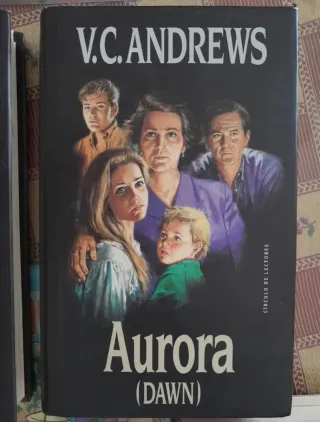 V.C. ANDREWS
CÍRCULO DE LECTORES
Aurora
(DAWN)